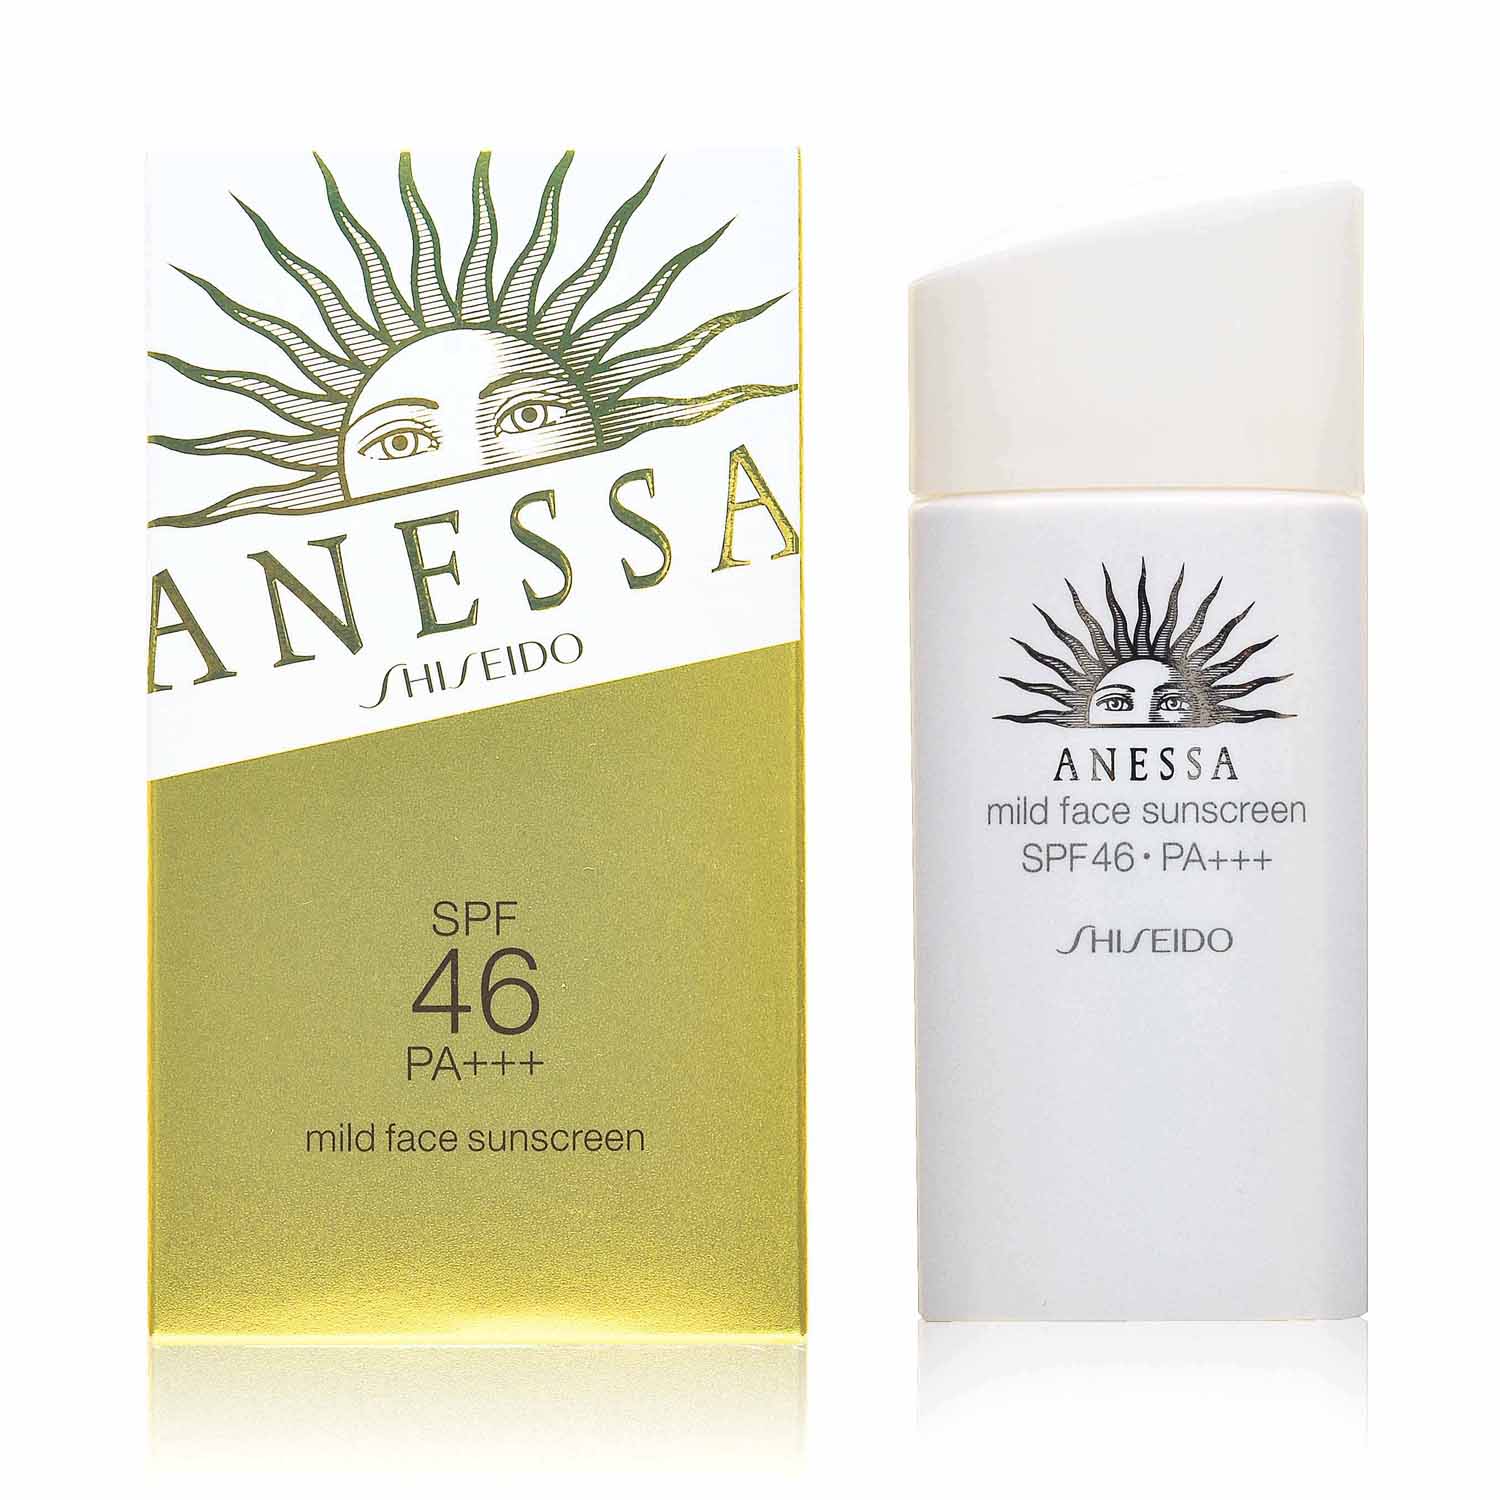 ANESSA
SHISEIDO
SPF
46
PA+++
mild face sunscreen
ANESSA
mild face sunscreen
SPF46・PA+++
SHISEIDO